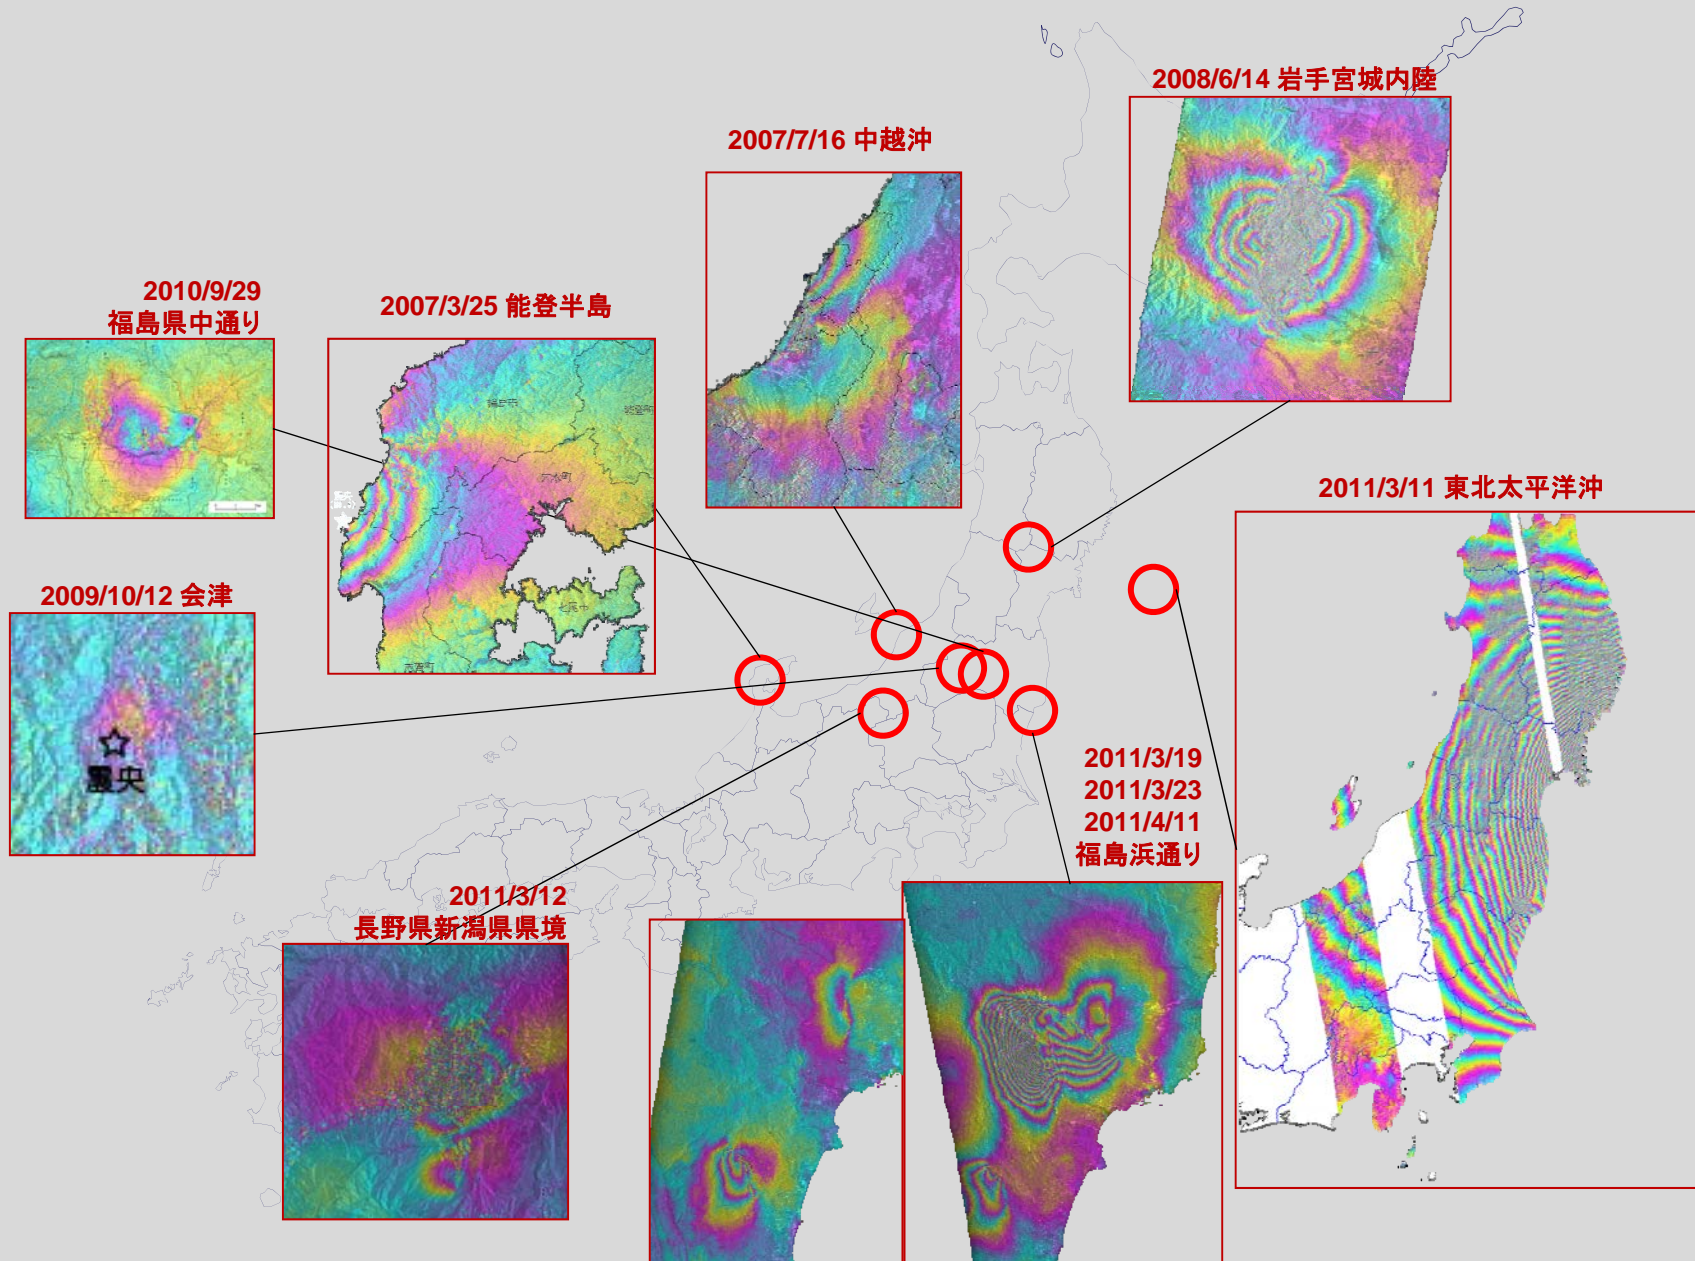 2008/6/14 岩手宮城内陸
2007/7/16 中越沖
2010/9/29
福島県中通り
2007/3/25 能登半島
2011/3/11 東北太平洋沖
2009/10/12 会津
震央
2011/3/19
2011/3/23
2011/4/11
福島浜通り
2011/3/12
長野県新潟県県境